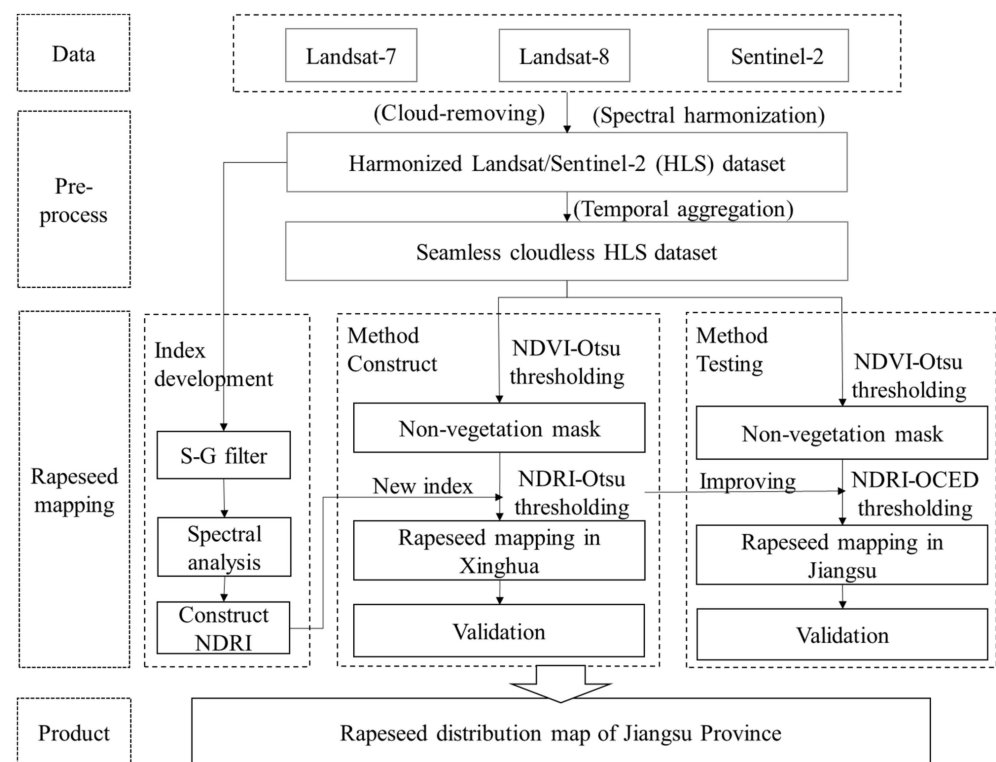 Data
Landsat-7
Landsat-8
Sentinel-2
(Cloud-removing)
(Spectral harmonization)
Pre-
process
Harmonized Landsat/Sentinel-2 (HLS) dataset
(Temporal aggregation)
Seamless cloudless HLS dataset
Rapeseed
mapping
Index
development
S-G filter
Spectral
analysis
Construct
NDRI
New index
Method
Construct
NDVI-Otsu
thresholding
Non-vegetation mask
NDRI-Otsu
thresholding
Rapeseed mapping in
Xinghua
Validation
Improving
Method
Testing
NDVI-Otsu
thresholding
Non-vegetation mask
NDRI-OCED
thresholding
Rapeseed mapping in
Jiangsu
Validation
Product
Rapeseed distribution map of Jiangsu Province